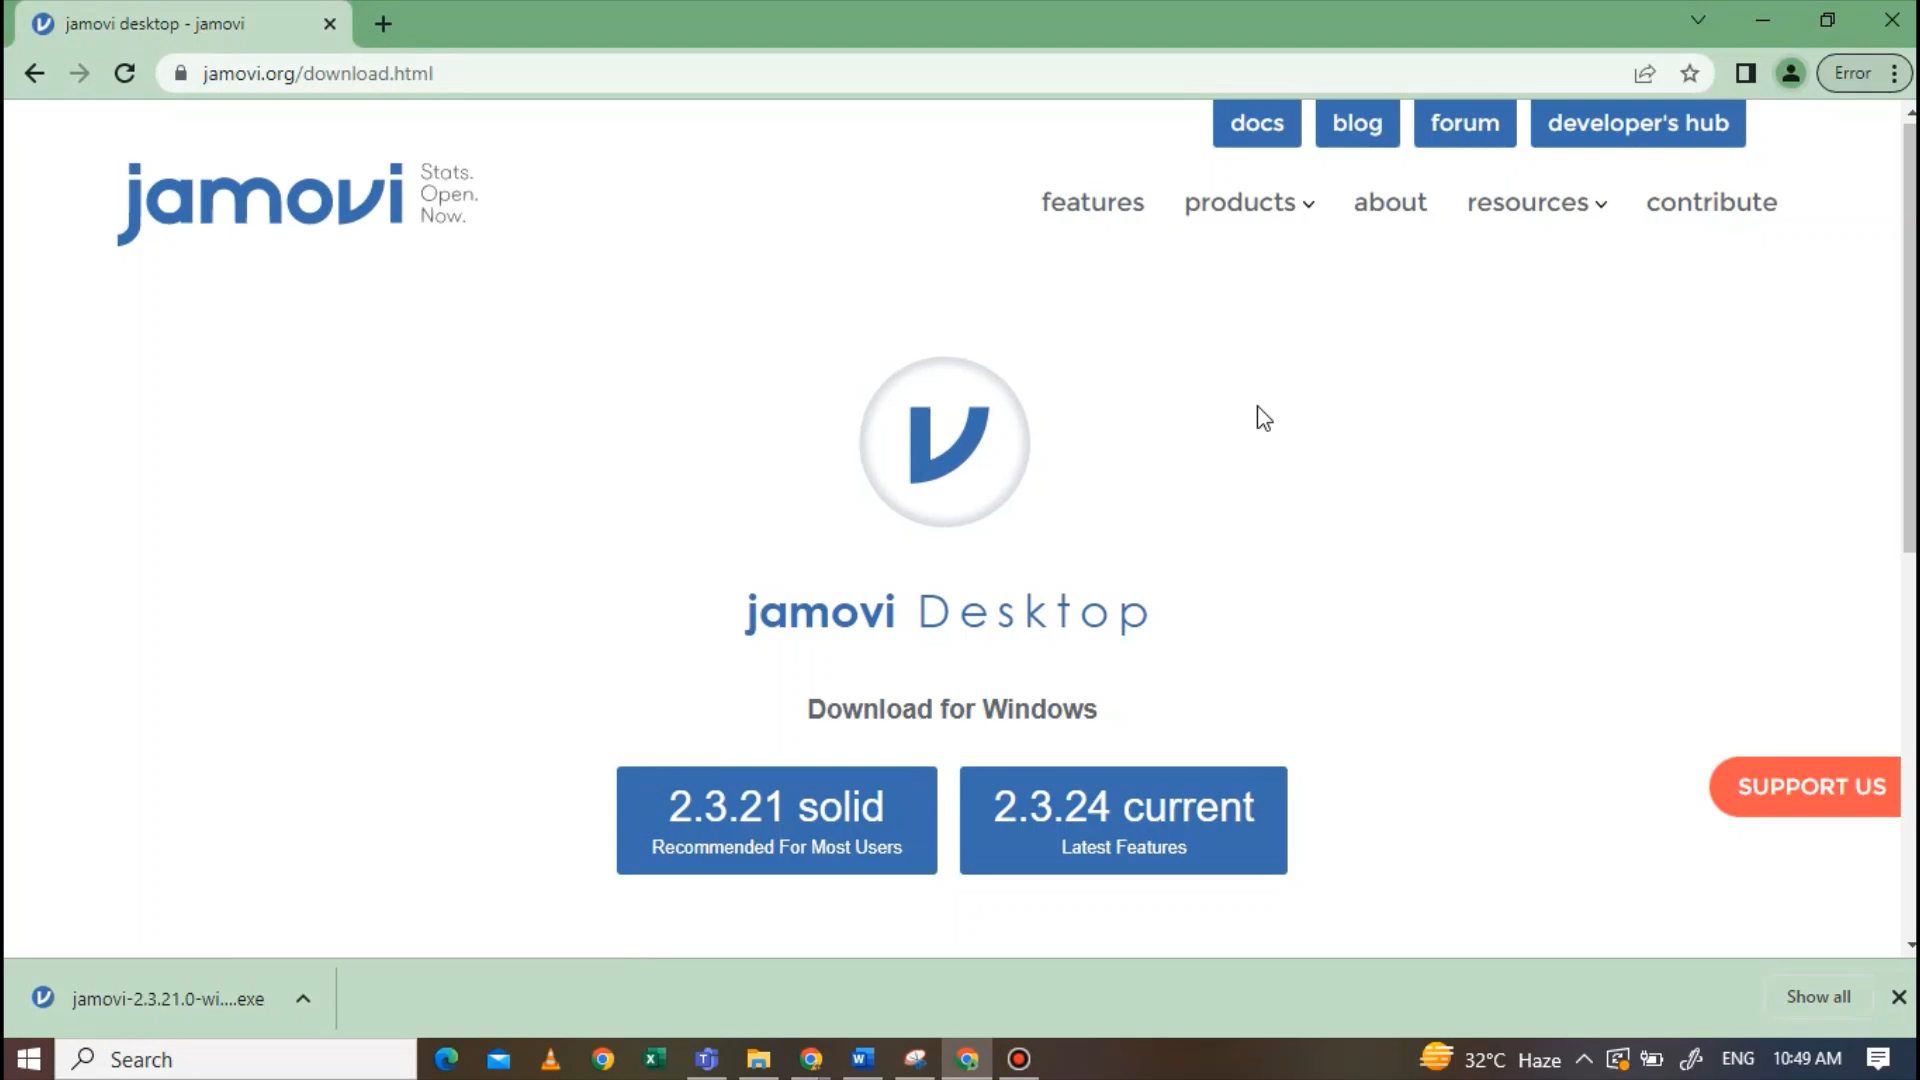 jamovi desktop - jamovi
jamovi.org/download.html
Error
docs
blog
forum
developer's hub
jamovi
Stats.
Open.
Now.
features
products
about
resources
contribute
jamovi Desktop
Download for Windows
2.3.21 solid
Recommended For Most Users
2.3.24 current
Latest Features
SUPPORT US
jamovi-2.3.21.0-wi....exe
Show all
Search
32°C Haze
ENG
10:49 AM